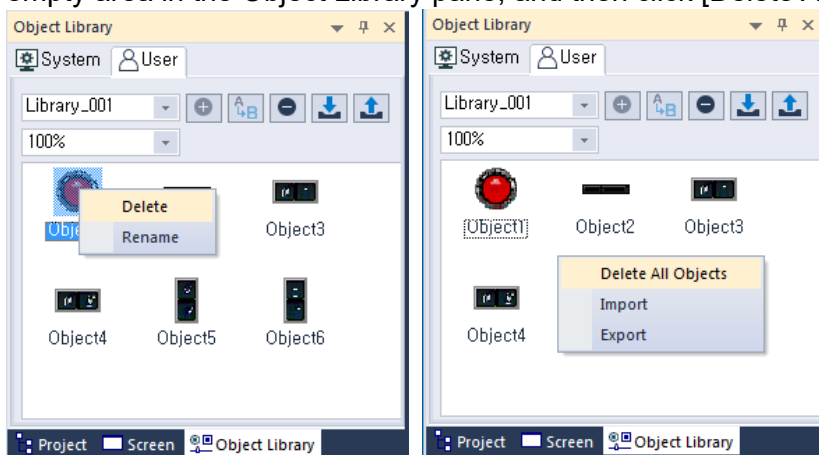 empty area in the Object Library pane, and then click [Delete
Object Library
System User
Library_001
100%
Delete
Rename
Object3
Object4 Object5 Object6
Project Screen Object Library
Object Library
System User
Library_001
100%
Object1 Object2 Object3
Delete All Objects
Import
Object4
Export
Project Screen Object Library